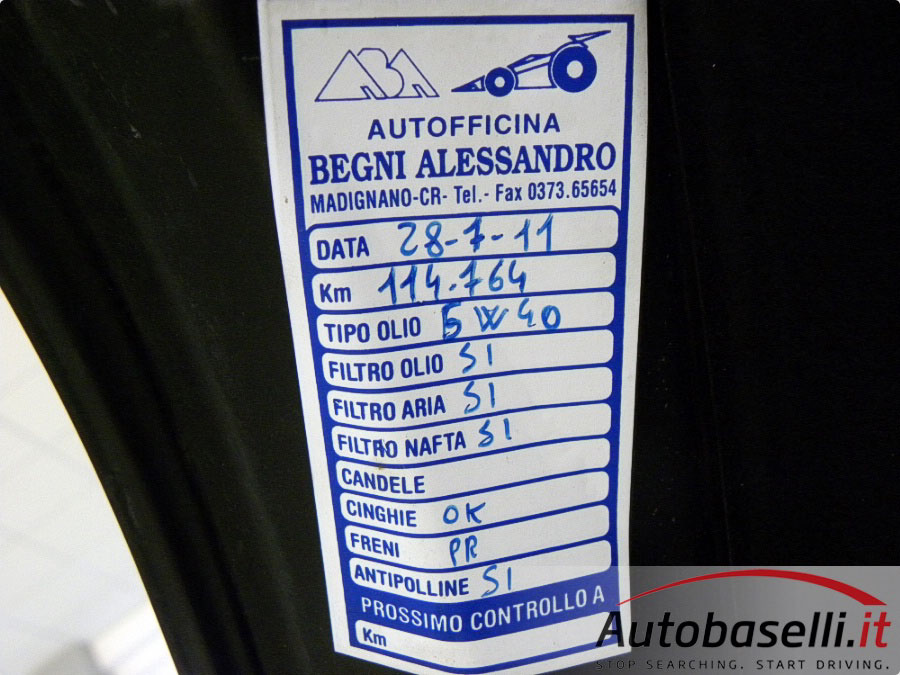 ABA
AUTOFFICINA
BEGNI ALESSANDRO
MADIGNANO-CR- Tel.- Fax 0373.65654
DATA 28-7-11
Km 114.764
TIPO OLIO 5W40
FILTRO OLIO SI
FILTRO ARIA SI
FILTRO NAFTA SI
CANDELE
CINGHIE OK
FRENI PR
ANTIPOLLINE SI
PROSSIMO CONTROLLO A
Km
Autobaselli.it
STOP SEARCHING. START DRIVING.